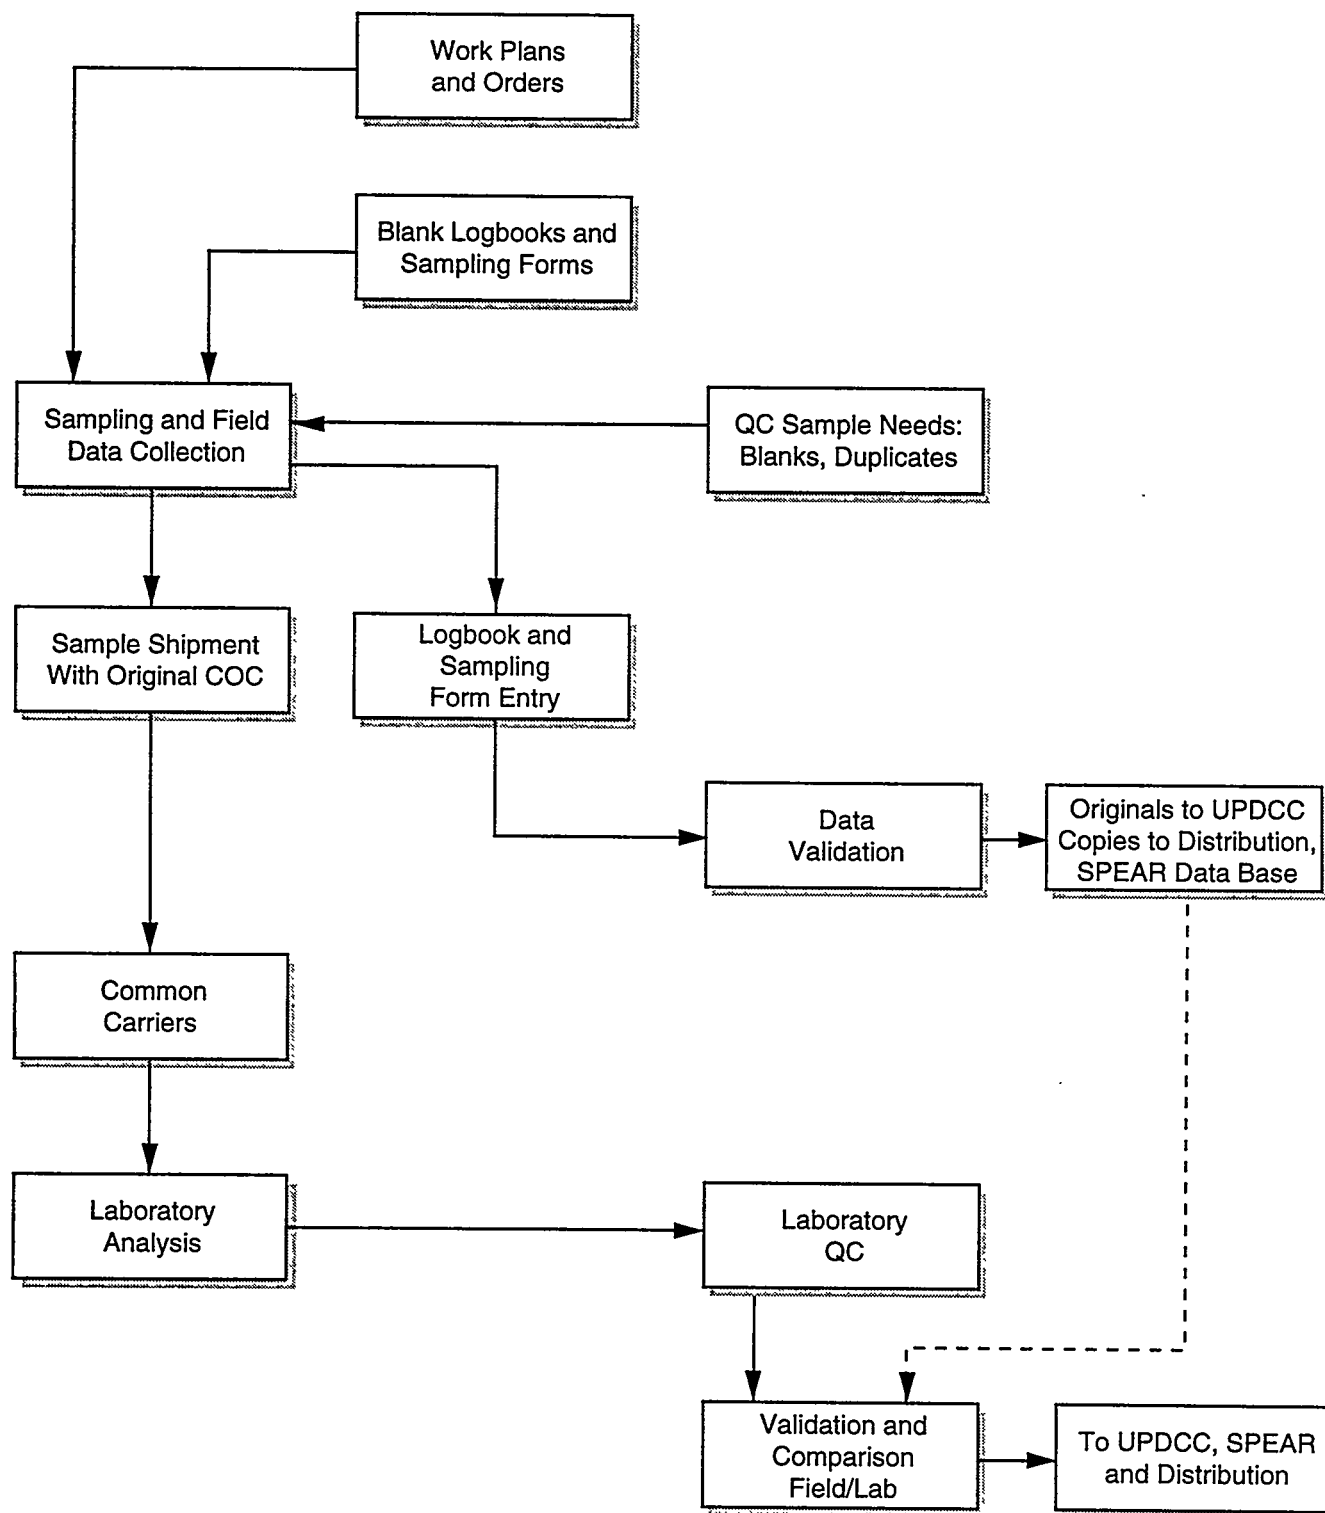 Work Plans
and Orders
Blank Logbooks and
Sampling Forms
Sampling and Field
Data Collection
QC Sample Needs:
Blanks, Duplicates
Sample Shipment
With Original COC
Logbook and
Sampling
Form Entry
Data
Validation
Originals to UPDCC
Copies to Distribution,
SPEAR Data Base
Common
Carriers
Laboratory
Analysis
Laboratory
QC
Validation and
Comparison
Field/Lab
To UPDCC, SPEAR
and Distribution